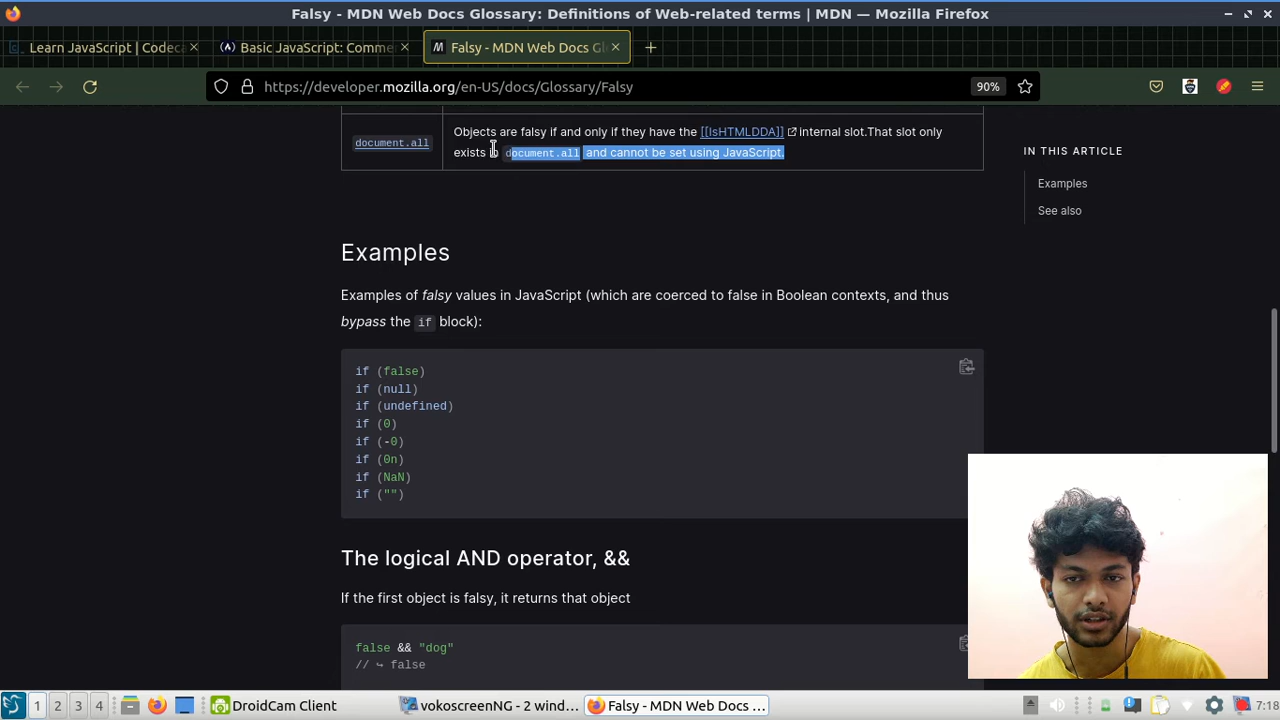 Falsy - MDN Web Docs Glossary: Definitions of Web-related terms | MDN — Mozilla Firefox
Learn JavaScript | Codeca
Basic JavaScript: Comme
Falsy - MDN Web Docs Gl
https://developer.mozilla.org/en-US/docs/Glossary/Falsy
90%
document.all
Objects are falsy if and only if they have the [[IsHTMLDDA]] internal slot.That slot only
exists document.all and cannot be set using JavaScript.
IN THIS ARTICLE
Examples
See also
Examples
Examples of falsy values in JavaScript (which are coerced to false in Boolean contexts, and thus
bypass the if block):
if (false)
if (null)
if (undefined)
if (0)
if (-0)
if (0n)
if (NaN)
if ("")
The logical AND operator, &&
If the first object is falsy, it returns that object
false && "dog"
// ↪ false
1
2
3
4
DroidCam Client
vokoscreenNG - 2 wind...
Falsy - MDN Web Docs ...
7:18